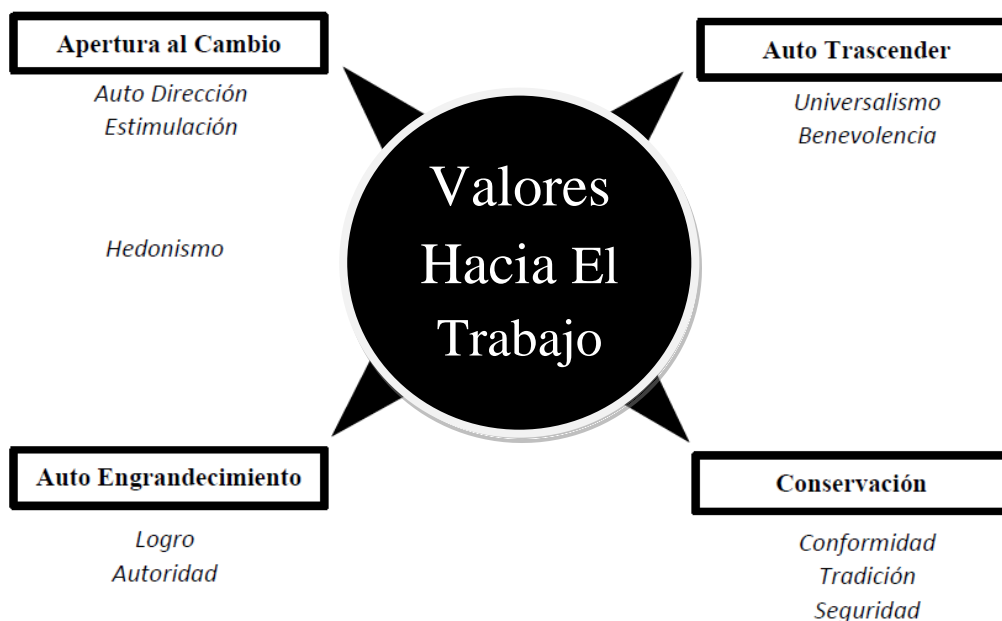 Apertura al Cambio
Auto Dirección
Estimulación
Hedonismo
Auto Trascender
Universalismo
Benevolencia
Valores
Hacia El
Trabajo
Auto Engrandecimiento
Logro
Autoridad
Conservación
Conformidad
Tradición
Seguridad